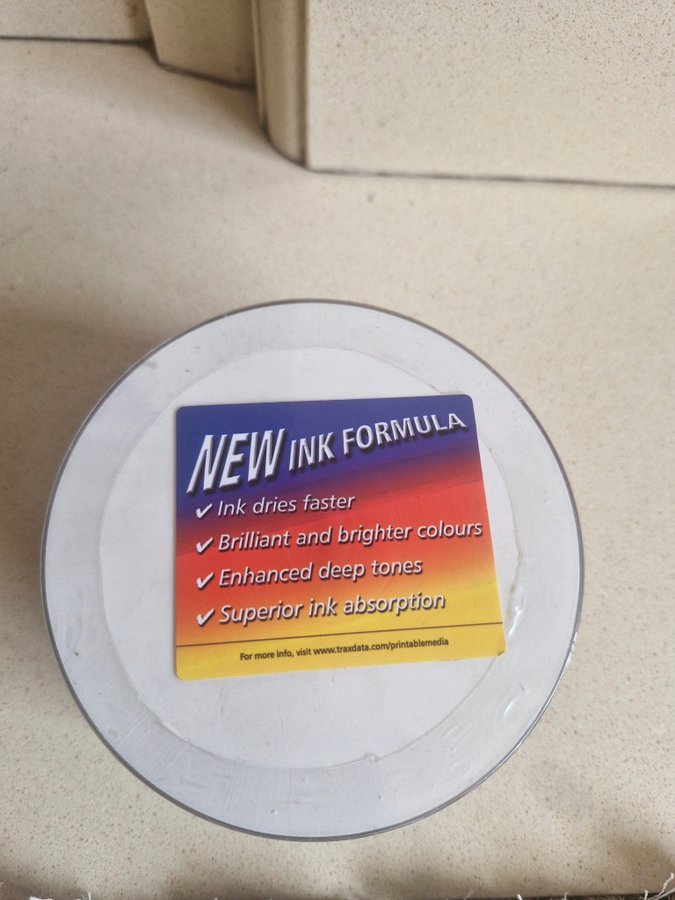 NEW INK FORMULA
✓ Ink dries faster
✓ Brilliant and brighter colours
✓ Enhanced deep tones
✓ Superior ink absorption
For more info, visit www.traxdata.com/printablemedia